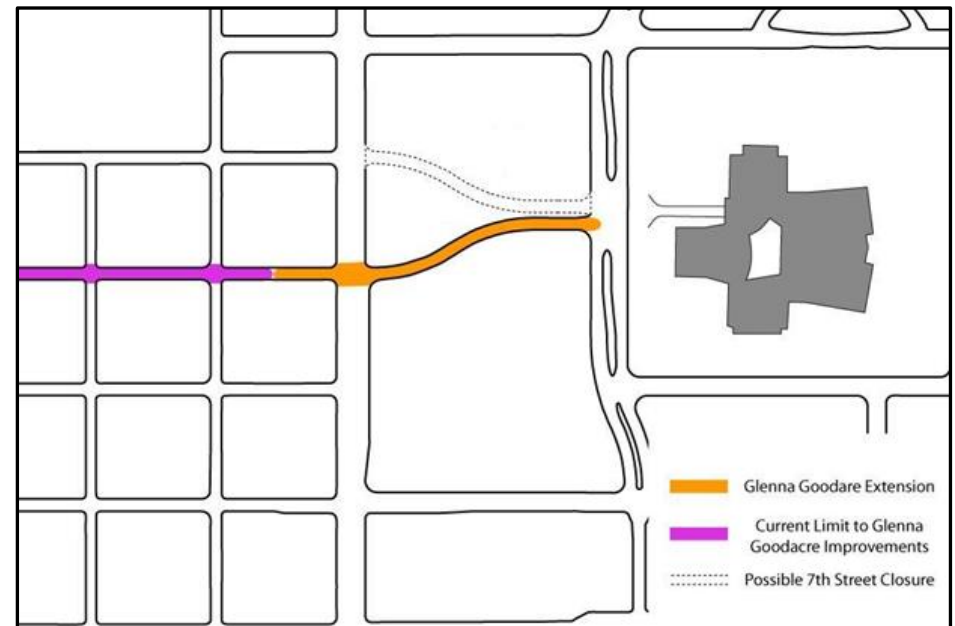 Glenna Goodare Extension
Current Limit to Glenna
Goodacre Improvements
Possible 7th Street Closure